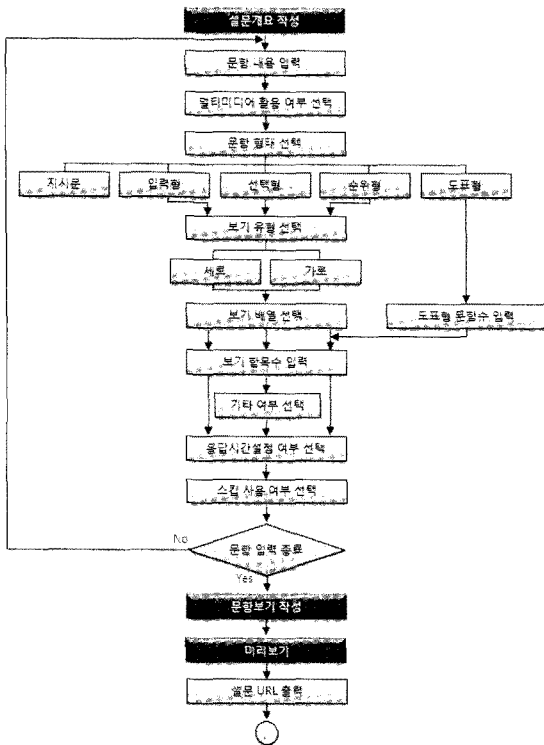 설문개요 작성
문항 내용 입력
멀티미디어 활용 여부 선택
문항 형태 선택
지시문 입력형 선택형 순위형 도표형
보기 유형 선택
세로 가로
보기 배열 선택 도표형 문항수 입력
보기 항목수 입력
기타 여부 선택
응답시간설정 여부 선택
스킵 사용 여부 선택
No 문항 입력 종료
Yes
문항보기 작성
미리보기
설문 URL 출력